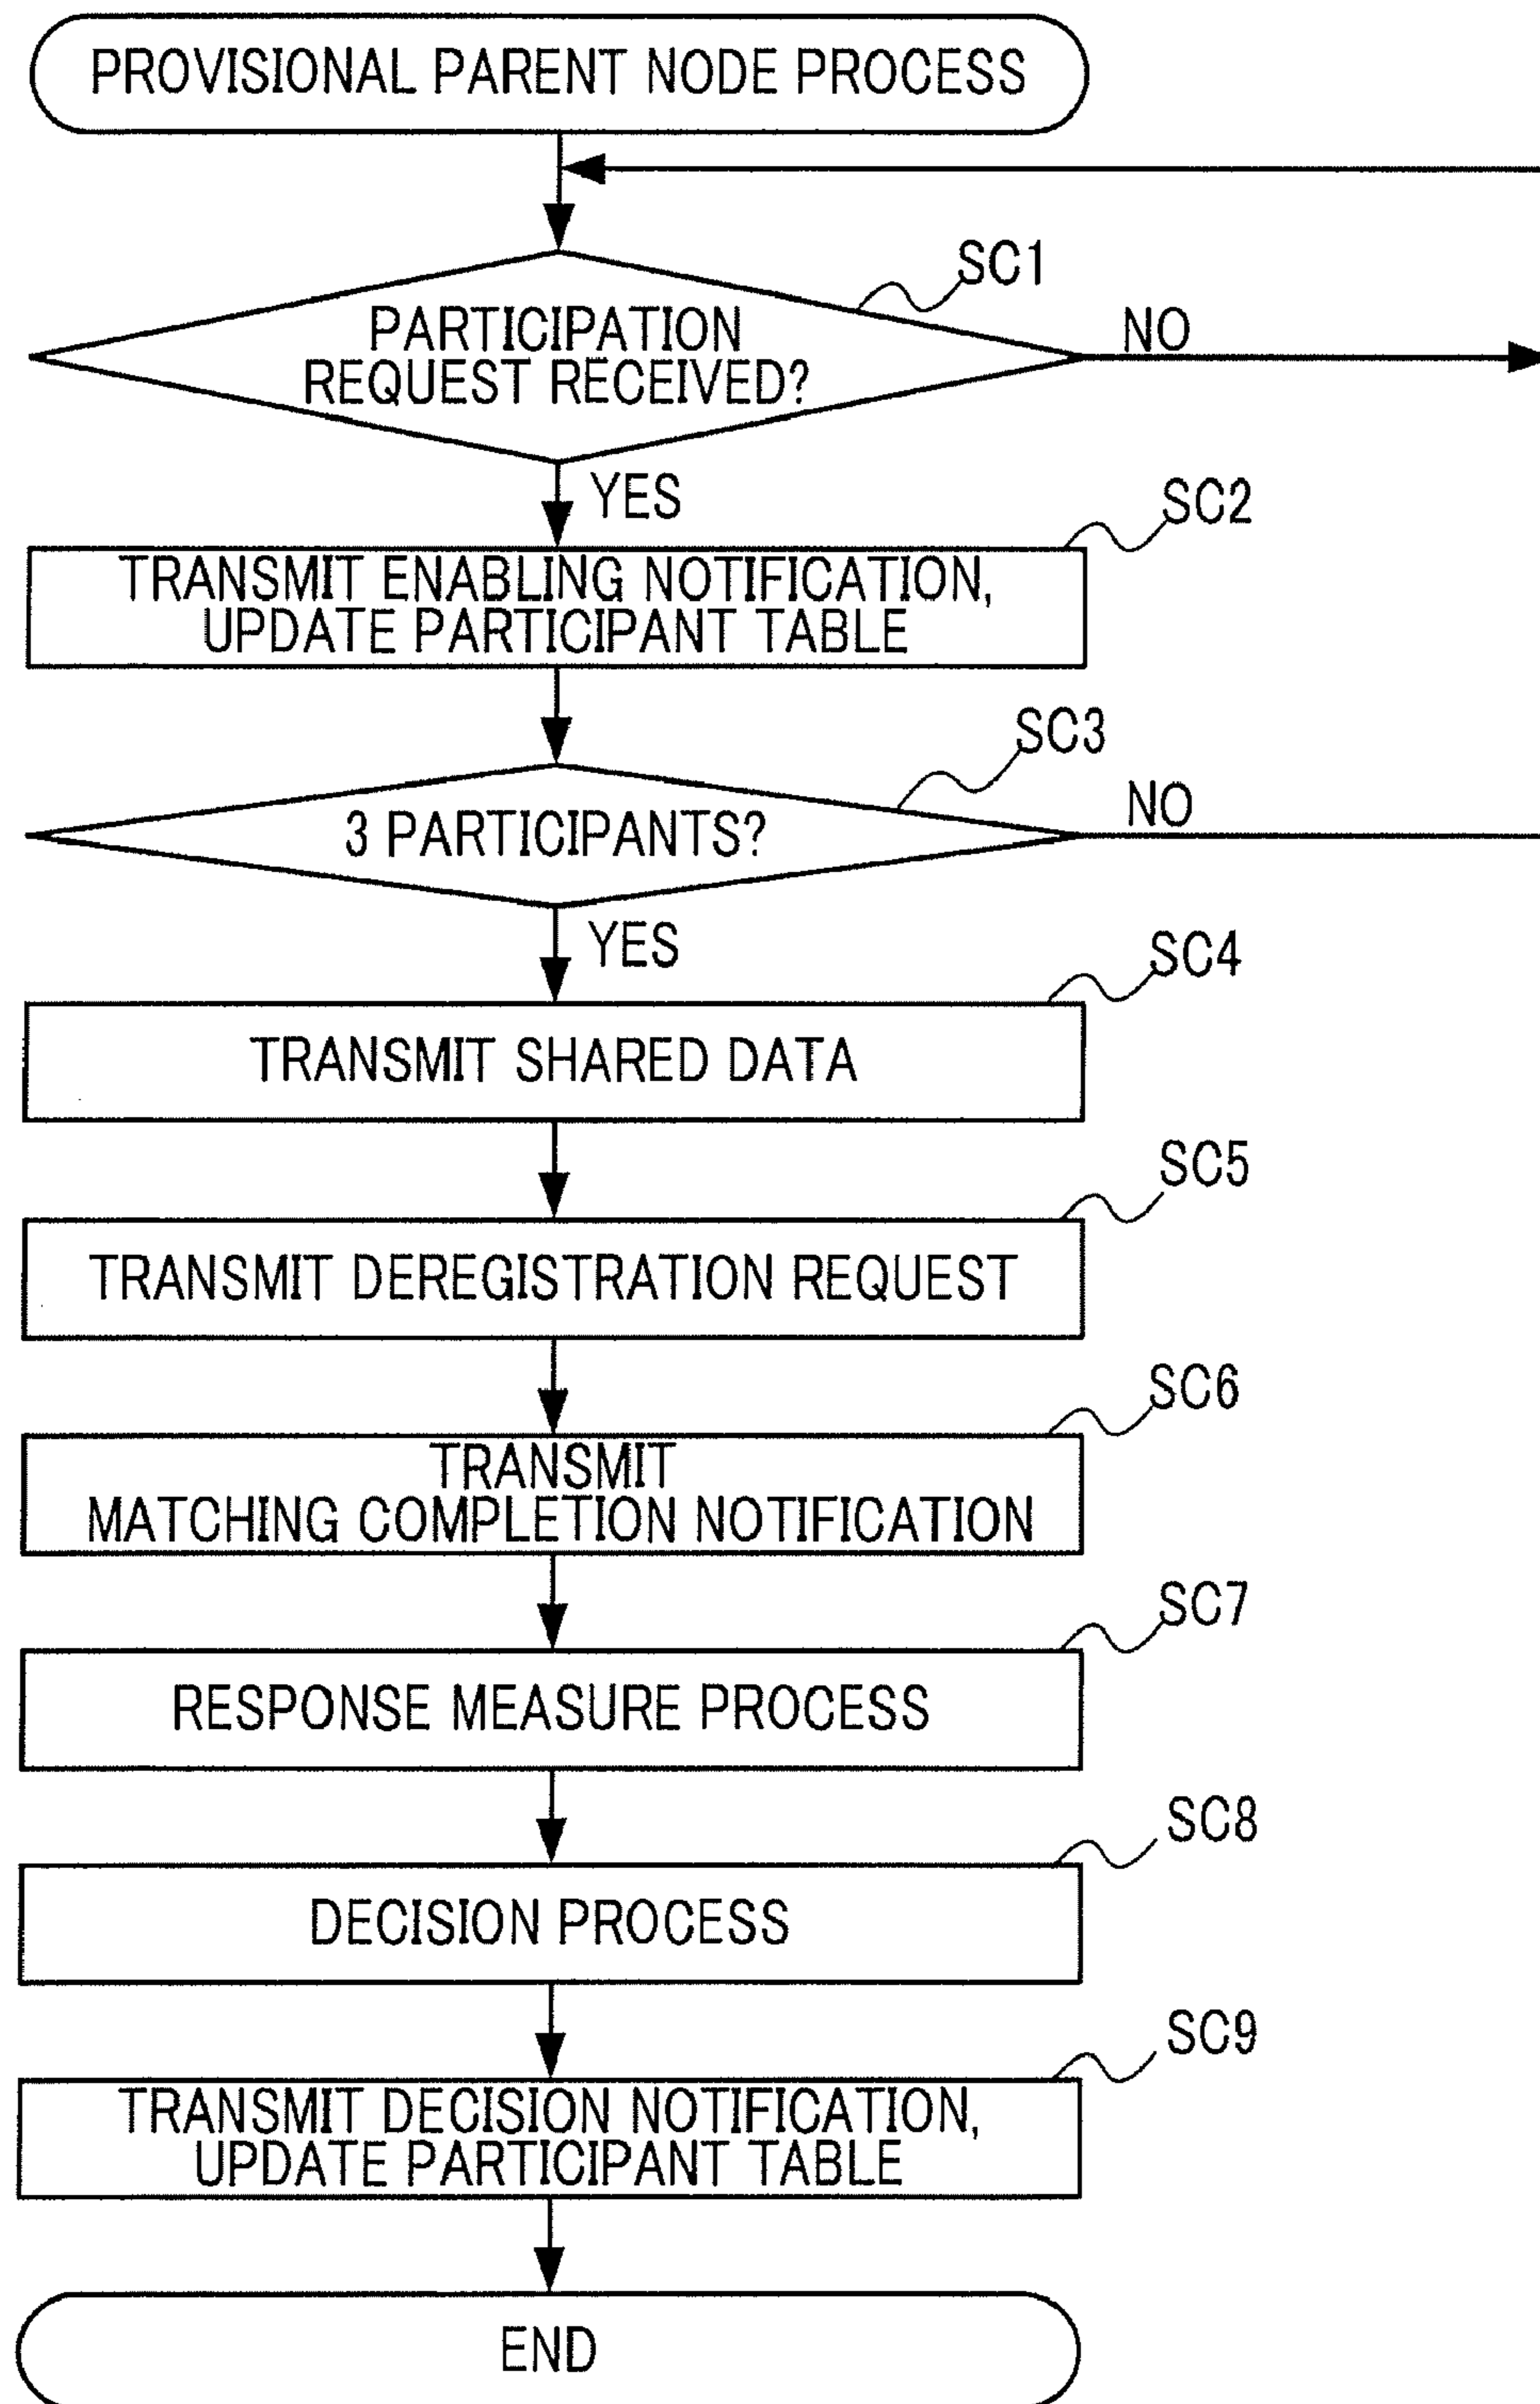 PROVISIONAL PARENT NODE PROCESS
SC1
PARTICIPATION
REQUEST RECEIVED?
NO
YES
SC2
TRANSMIT ENABLING NOTIFICATION,
UPDATE PARTICIPANT TABLE
SC3
3 PARTICIPANTS?
NO
YES
SC4
TRANSMIT SHARED DATA
SC5
TRANSMIT DEREGISTRATION REQUEST
SC6
TRANSMIT
MATCHING COMPLETION NOTIFICATION
SC7
RESPONSE MEASURE PROCESS
SC8
DECISION PROCESS
SC9
TRANSMIT DECISION NOTIFICATION,
UPDATE PARTICIPANT TABLE
END